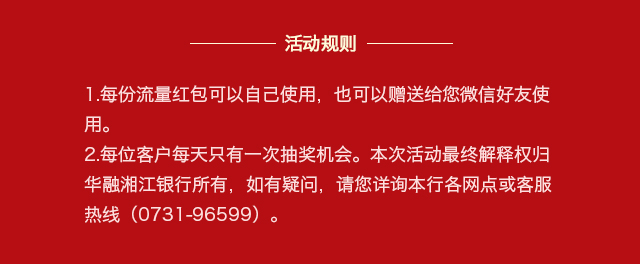 活动规则
1.每份流量红包可以自己使用，也可以赠送给您微信好友使
用。
2.每位客户每天只有一次抽奖机会。本次活动最终解释权归
华融湘江银行所有，如有疑问，请您详询本行各网点或客服
热线（0731-96599）。